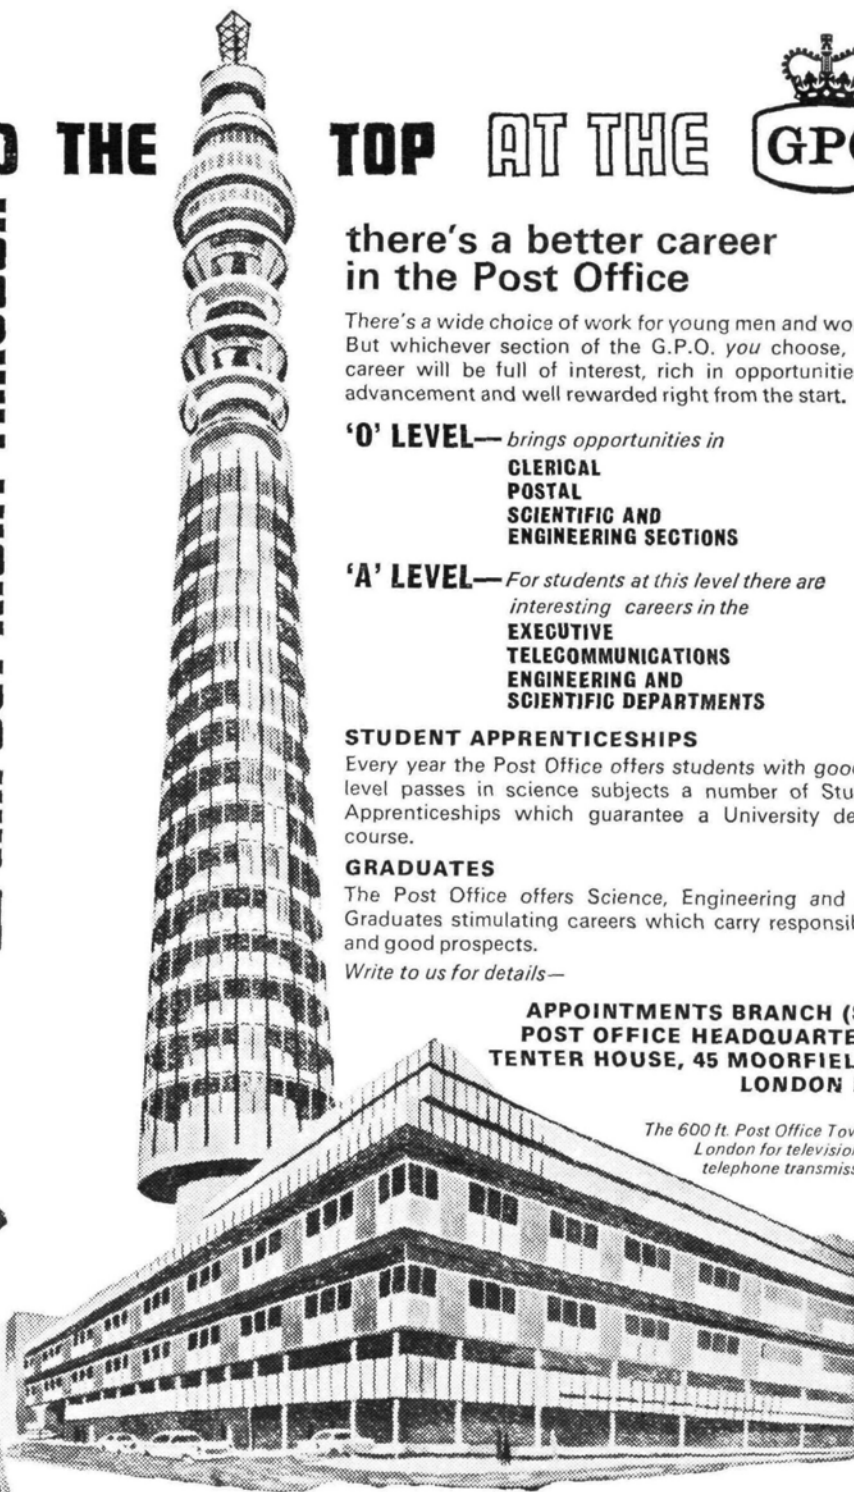 THE TOP AT THE GPO
there's a better career
in the Post Office
There's a wide choice of work for young men and wo
But whichever section of the G.P.O. you choose,
career will be full of interest, rich in opportunitie
advancement and well rewarded right from the start.
'O' LEVEL— brings opportunities in
CLERICAL
POSTAL
SCIENTIFIC AND
ENGINEERING SECTIONS
'A' LEVEL— For students at this level there are
interesting careers in the
EXECUTIVE
TELECOMMUNICATIONS
ENGINEERING AND
SCIENTIFIC DEPARTMENTS
STUDENT APPRENTICESHIPS
Every year the Post Office offers students with good
level passes in science subjects a number of Stu
Apprenticeships which guarantee a University de
course.
GRADUATES
The Post Office offers Science, Engineering and
Graduates stimulating careers which carry responsib
and good prospects.
Write to us for details—
APPOINTMENTS BRANCH (
POST OFFICE HEADQUARTE
TENTER HOUSE, 45 MOORFIEL
LONDON
The 600 ft. Post Office Tow
London for television
telephone transmiss